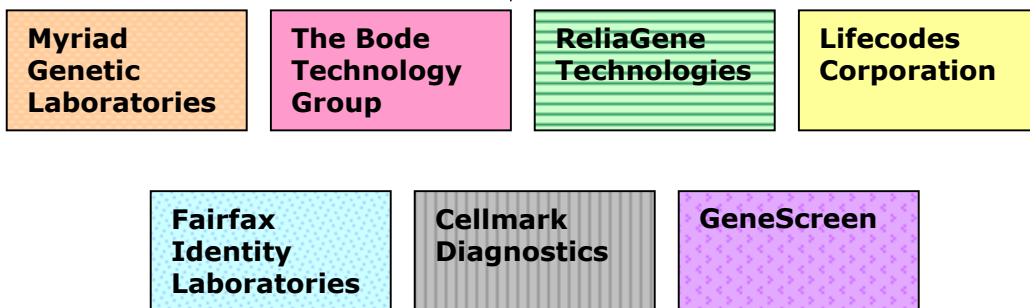 Myriad
Genetic
Laboratories
The Bode
Technology
Group
ReliaGene
Technologies
Lifecodes
Corporation
Fairfax
Identity
Laboratories
Cellmark
Diagnostics
GeneScreen